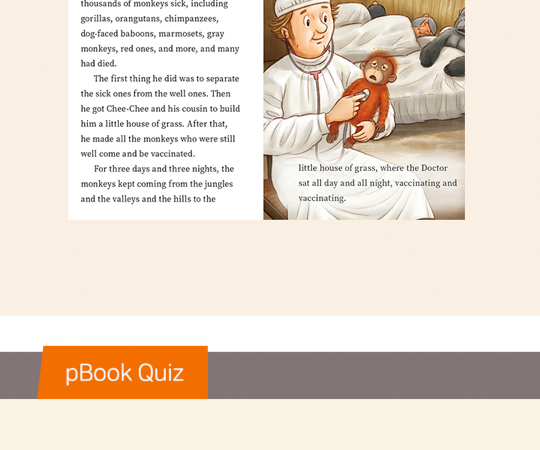 thousands of monkeys sick, including
gorillas, orangutans, chimpanzees,
dog-faced baboons, marmosets, gray
monkeys, red ones, and more, and many
had died.
The first thing he did was to separate
the sick ones from the well ones. Then
he got Chee-Chee and his cousin to build
him a little house of grass. After that,
he made all the monkeys who were still
well come and be vaccinated.
For three days and three nights, the
monkeys kept coming from the jungles
and the valleys and the hills to the
little house of grass, where the Doctor
sat all day and all night, vaccinating and
vaccinating.
pBook Quiz